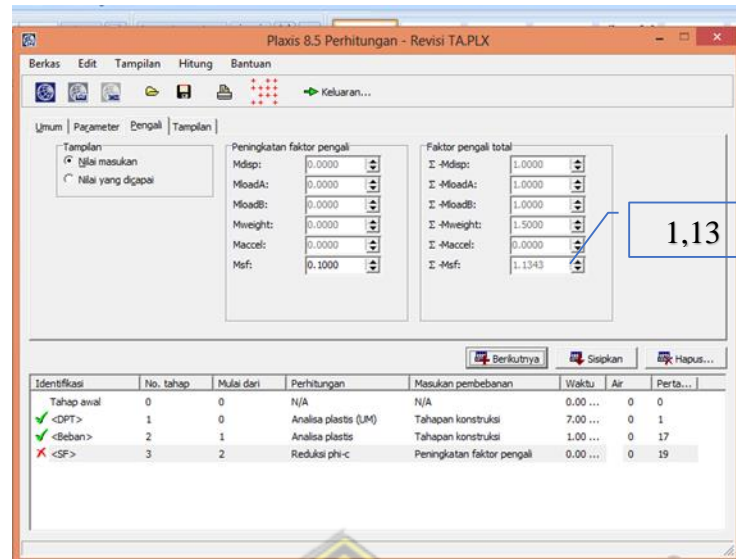 Plaxis 8.5 Perhitungan - Revisi TA.PLX
Berkas Edit Tampilan Hitung Bantuan
Keluaran...
Umum Parameter Pengali Tampilan
Tampilan
Nilai masukan
Nilai yang dicapai
Peningkatan faktor pengali
Mdisp: 0.0000
MloadA: 0.0000
MloadB: 0.0000
Mweight: 0.0000
Maccel: 0.0000
Msf: 0.1000
Faktor pengali total
Σ -Mdisp: 1.0000
Σ -MloadA: 1.0000
Σ -MloadB: 1.0000
Σ -Mweight: 1.5000
Σ -Maccel: 0.0000
Σ -Msf: 1.1343
1,13
Berikutnya Sisipkan Hapus...
Identifikasi No. tahap Mulai dari Perhitungan Masukan pembebanan Waktu Air Perta...
Tahap awal 0 0 N/A N/A 0.00 ... 0 0
<DPT> 1 0 Analisa plastis (UM) Tahapan konstruksi 7.00 ... 0 1
<Beban> 2 1 Analisa plastis Tahapan konstruksi 1.00 ... 0 17
<SF> 3 2 Reduksi phi-c Peningkatan faktor pengali 0.00 ... 0 19